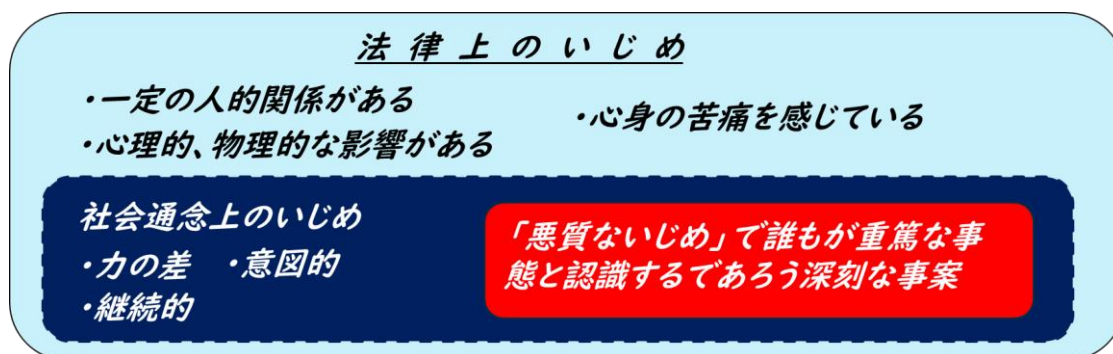 法律上のいじめ
・一定の人的関係がある
・心理的、物理的な影響がある
・心身の苦痛を感じている
社会通念上のいじめ
・力の差　・意図的
・継続的
「悪質ないじめ」で誰もが重篤な事
態と認識するであろう深刻な事案